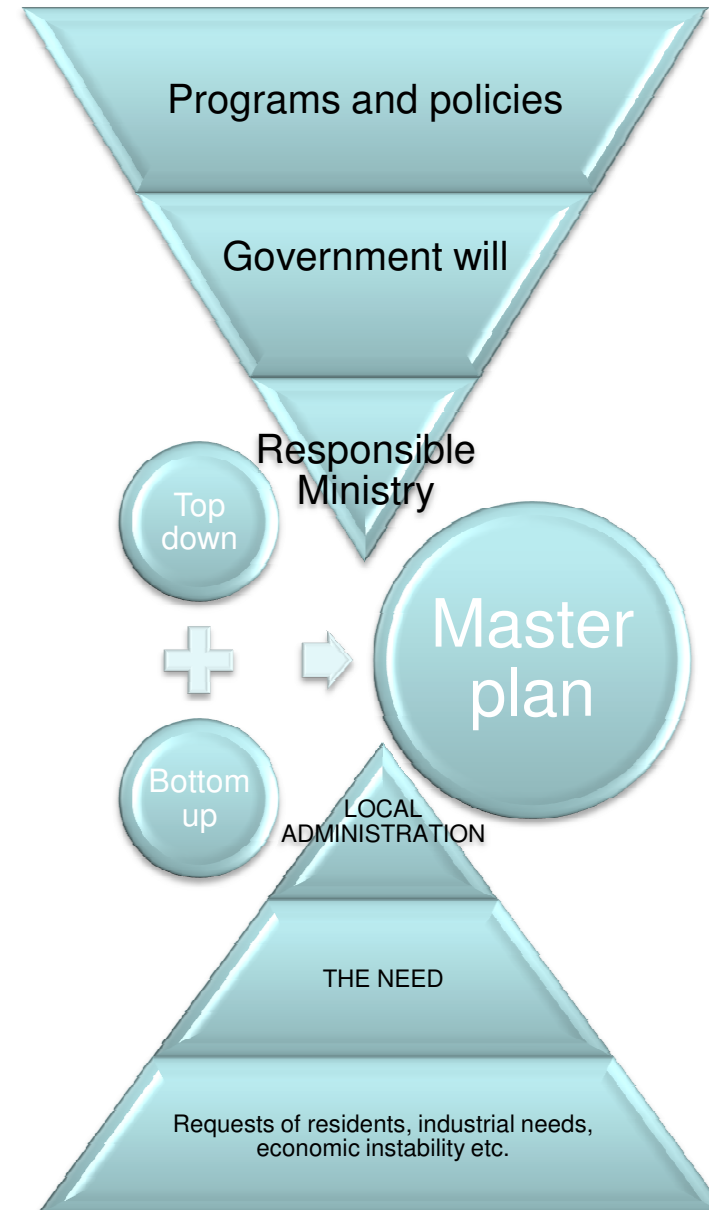 Programs and policies
Government will
Responsible
Ministry
Top
down
Master
plan
Bottom
up
LOCAL
ADMINISTRATION
THE NEED
Requests of residents, industrial needs,
economic instability etc.